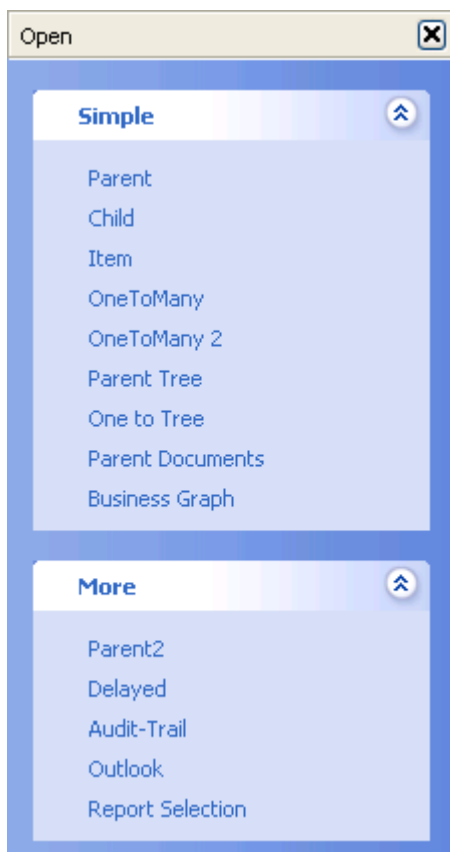 Open
Simple
Parent
Child
Item
OneToMany
OneToMany 2
Parent Tree
One to Tree
Parent Documents
Business Graph
More
Parent2
Delayed
Audit-Trail
Outlook
Report Selection